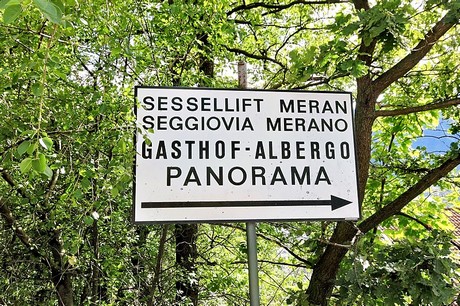 SESSELLIFT MERAN
SEGGIOVIA MERANO
GASTHOF-ALBERGO
PANORAMA